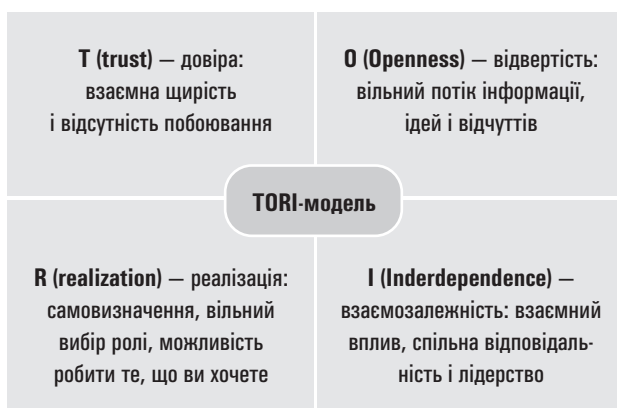 T (trust) — довіра:
взаємна щирість
і відсутність побоювання
O (Openness) — відвертість:
вільний потік інформації,
ідей і відчуттів
TORI-модель
R (realization) — реалізація:
самовизначення, вільний
вибір ролі, можливість
робити те, що ви хочете
I (Inderdependence) —
взаємозалежність: взаємний
вплив, спільна відповідаль-
ність і лідерство